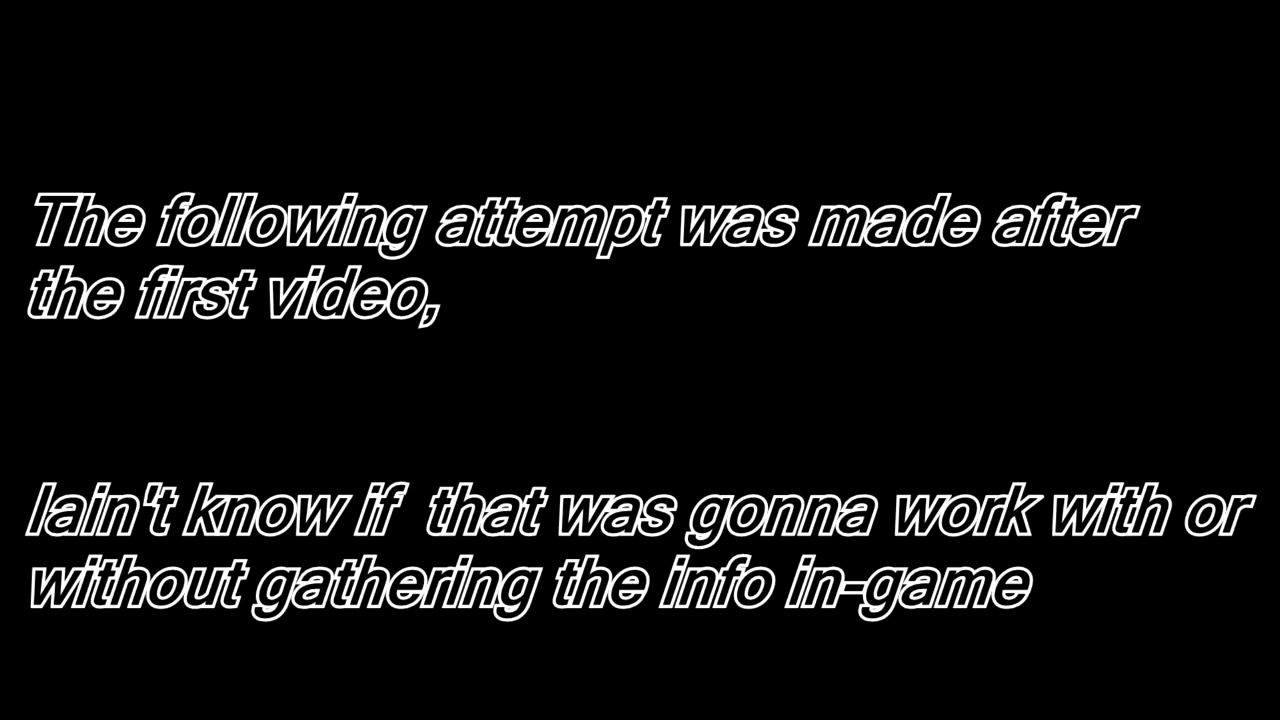 The following attempt was made after
the first video,
Iain't know if  that was gonna work with or
without gathering the info in-game